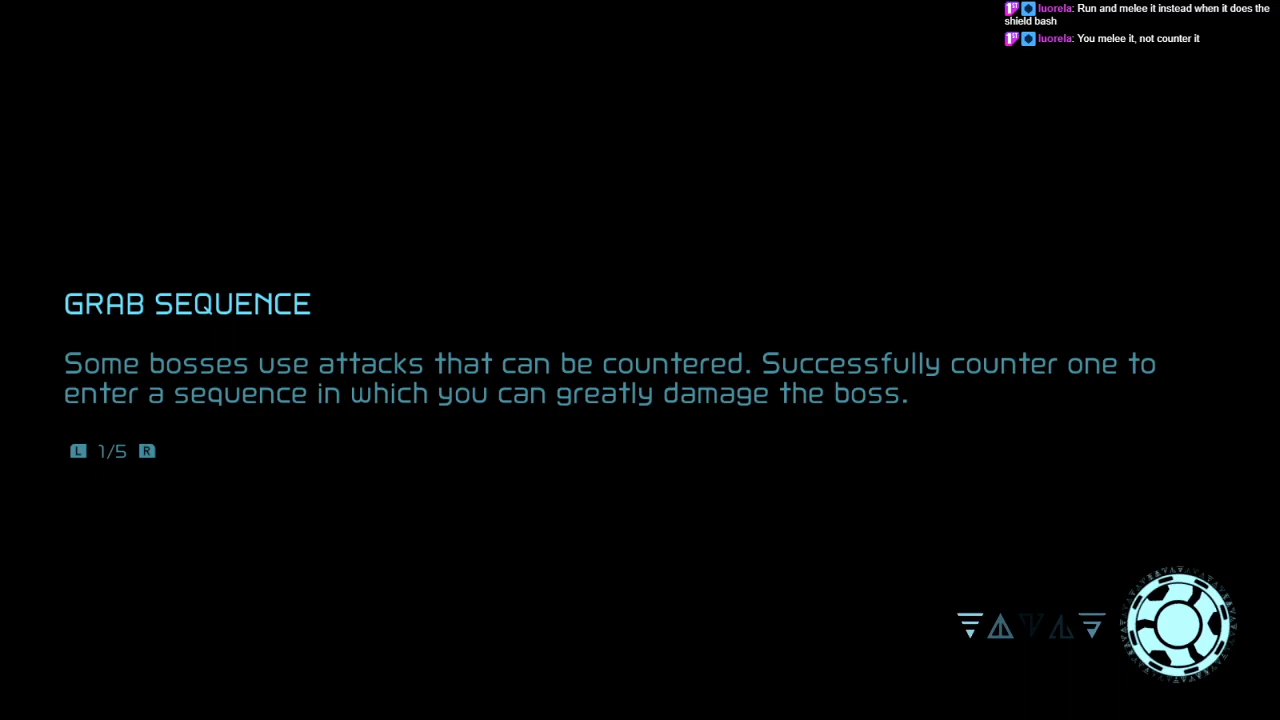 luorela: Run and melee it instead when it does the
shield bash
luorela: You melee it, not counter it
GRAB SEQUENCE
Some bosses use attacks that can be countered. Successfully counter one to
enter a sequence in which you can greatly damage the boss.
L 1/5 R